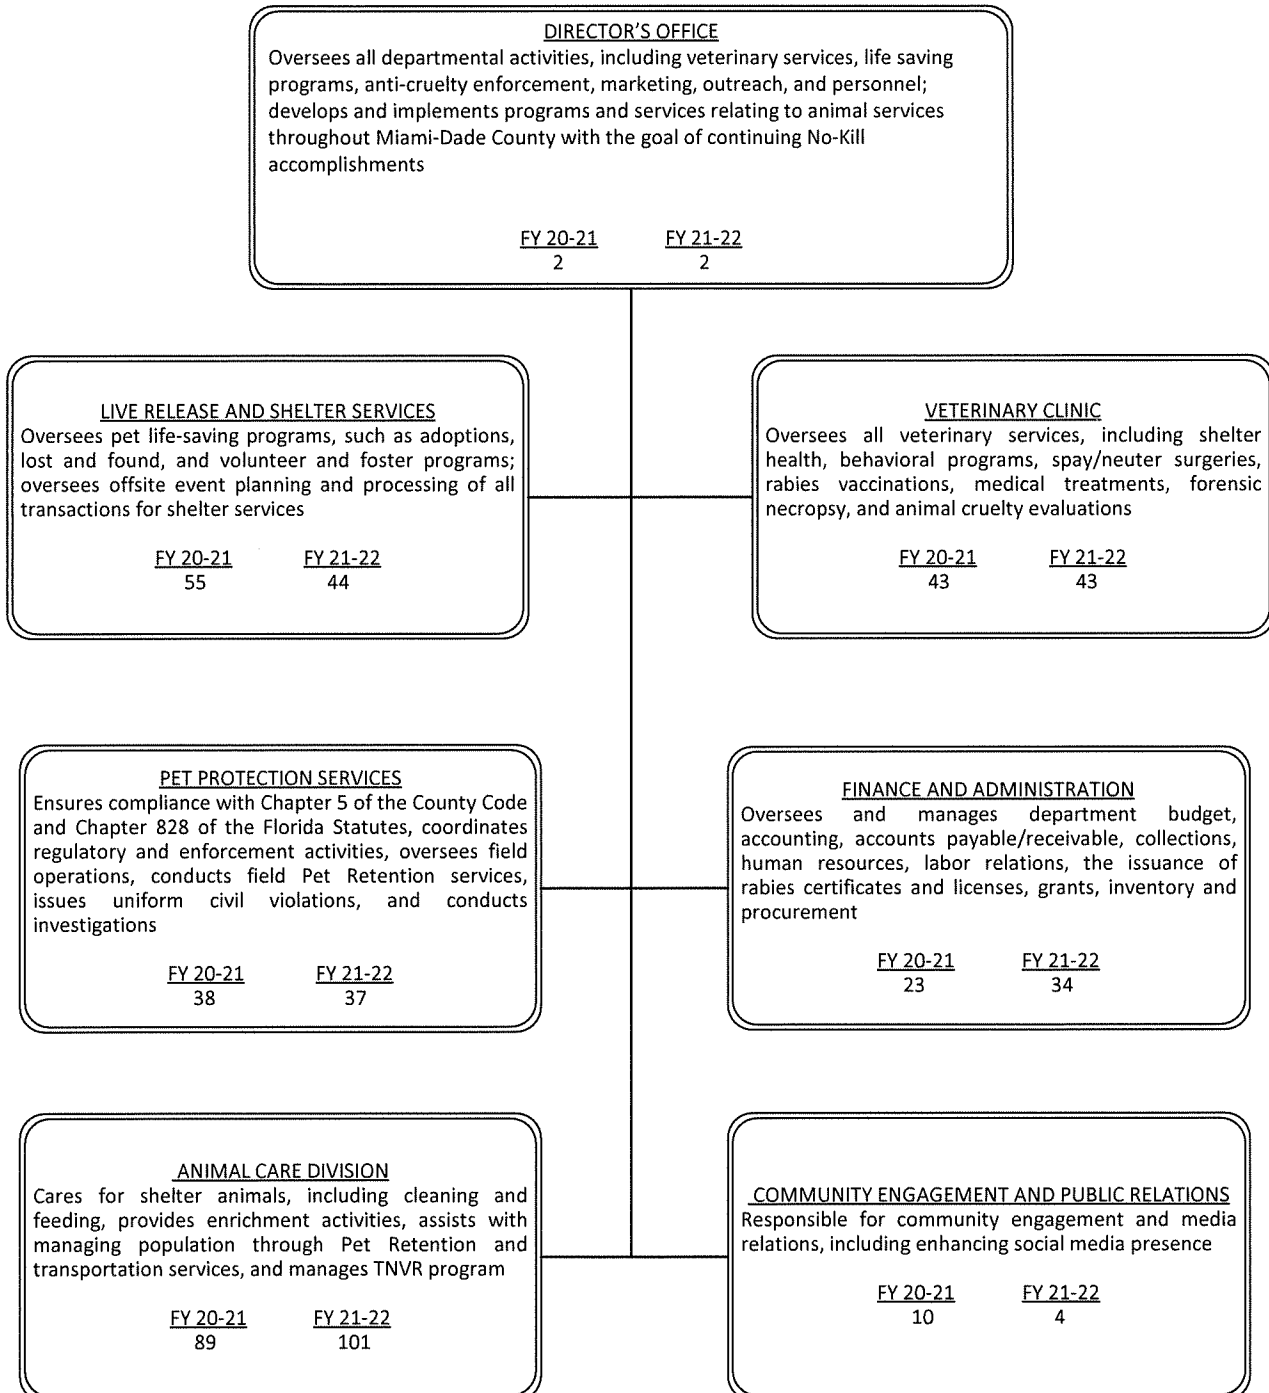 DIRECTOR'S OFFICE
Oversees all departmental activities, including veterinary services, life saving
programs, anti-cruelty enforcement, marketing, outreach, and personnel;
develops and implements programs and services relating to animal services
throughout Miami-Dade County with the goal of continuing No-Kill
accomplishments
FY 20-21 FY 21-22
2 2
LIVE RELEASE AND SHELTER SERVICES
Oversees pet life-saving programs, such as adoptions,
lost and found, and volunteer and foster programs;
oversees offsite event planning and processing of all
transactions for shelter services
FY 20-21 FY 21-22
55 44
VETERINARY CLINIC
Oversees all veterinary services, including shelter
health, behavioral programs, spay/neuter surgeries,
rabies vaccinations, medical treatments, forensic
necropsy, and animal cruelty evaluations
FY 20-21 FY 21-22
43 43
PET PROTECTION SERVICES
Ensures compliance with Chapter 5 of the County Code
and Chapter 828 of the Florida Statutes, coordinates
regulatory and enforcement activities, oversees field
operations, conducts field Pet Retention services,
issues uniform civil violations, and conducts
investigations
FY 20-21 FY 21-22
38 37
FINANCE AND ADMINISTRATION
Oversees and manages department budget,
accounting, accounts payable/receivable, collections,
human resources, labor relations, the issuance of
rabies certificates and licenses, grants, inventory and
procurement
FY 20-21 FY 21-22
23 34
ANIMAL CARE DIVISION
Cares for shelter animals, including cleaning and
feeding, provides enrichment activities, assists with
managing population through Pet Retention and
transportation services, and manages TNVR program
FY 20-21 FY 21-22
89 101
COMMUNITY ENGAGEMENT AND PUBLIC RELATIONS
Responsible for community engagement and media
relations, including enhancing social media presence
FY 20-21 FY 21-22
10 4